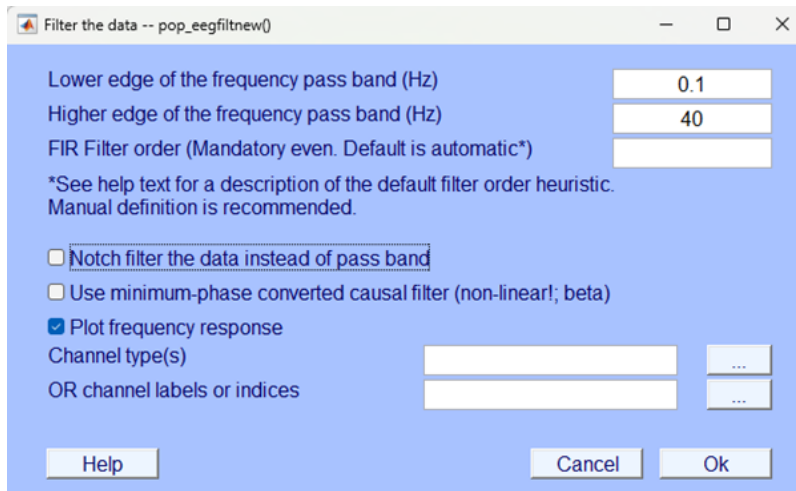 Filter the data -- pop_eegfiltnew()
Lower edge of the frequency pass band (Hz) 0.1
Higher edge of the frequency pass band (Hz) 40
FIR Filter order (Mandatory even. Default is automatic*)
*See help text for a description of the default filter order heuristic.
Manual definition is recommended.
Notch filter the data instead of pass band
Use minimum-phase converted causal filter (non-linear!; beta)
Plot frequency response
Channel type(s) ...
OR channel labels or indices ...
Help Cancel Ok